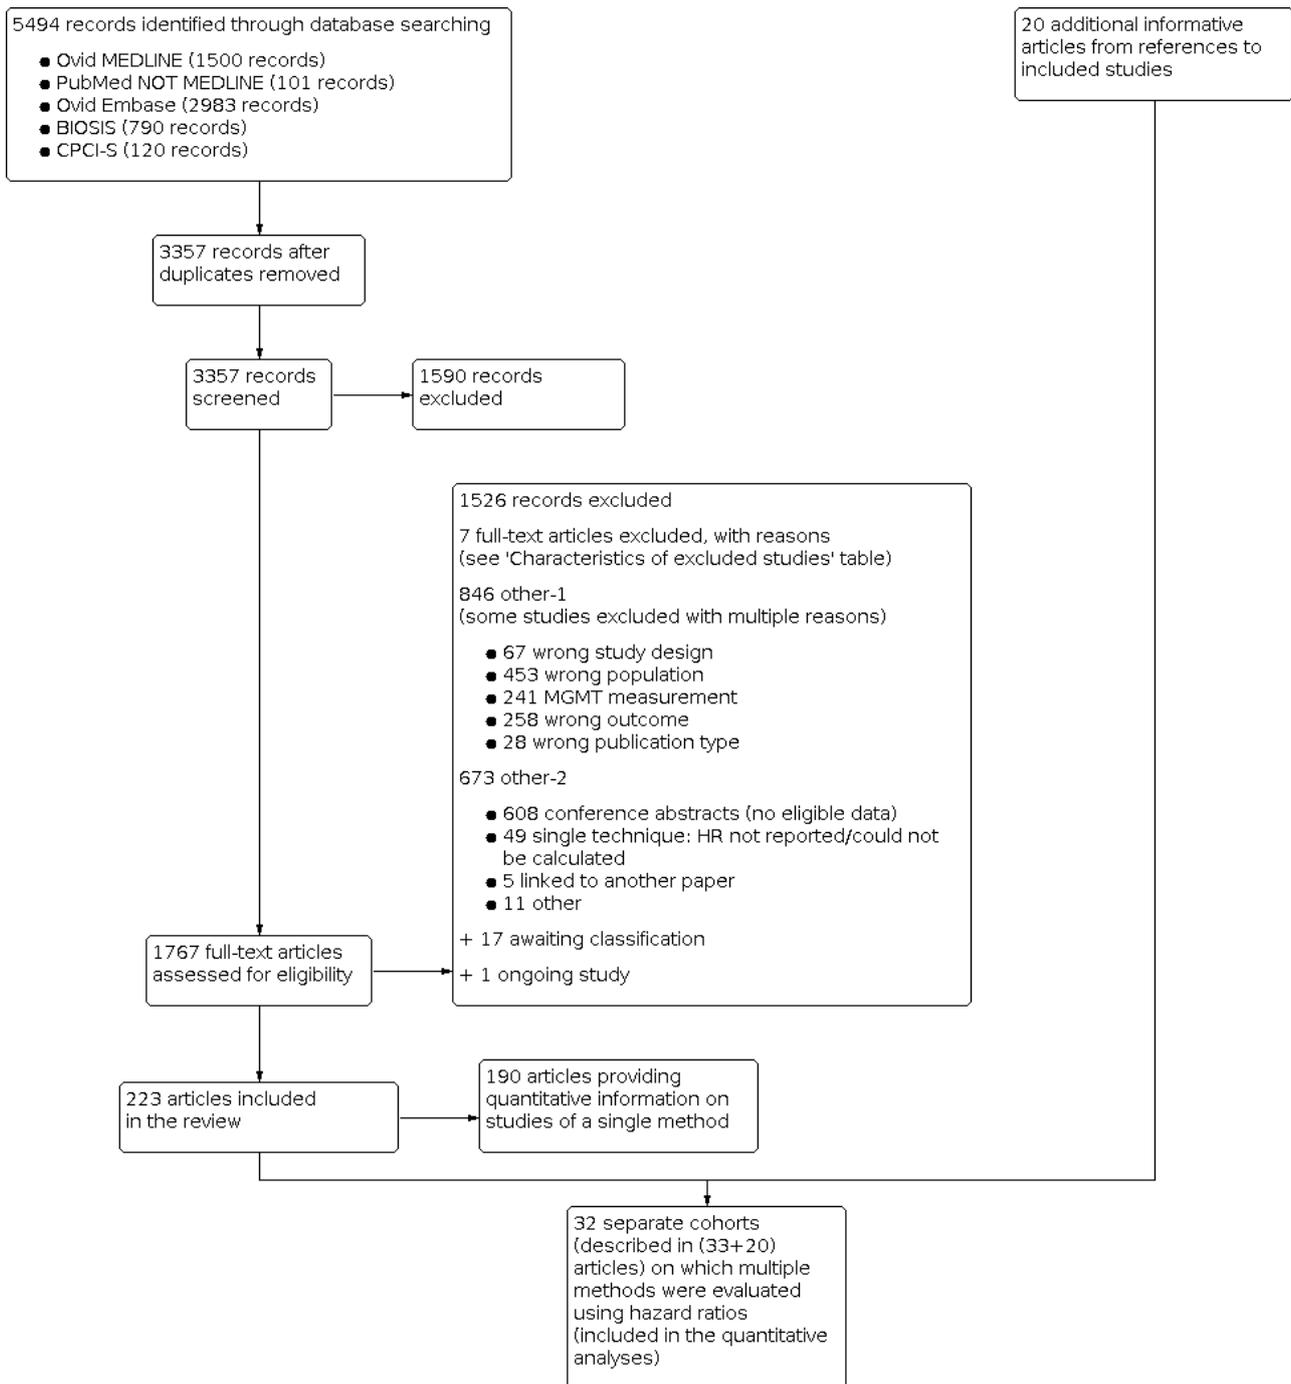 5494 records identified through database searching
● Ovid MEDLINE (1500 records)
● PubMed NOT MEDLINE (101 records)
● Ovid Embase (2983 records)
● BIOSIS (790 records)
● CPCI-S (120 records)
20 additional informative
articles from references to
included studies
3357 records after
duplicates removed
3357 records
screened
1590 records
excluded
1526 records excluded
7 full-text articles excluded, with reasons
(see 'Characteristics of excluded studies' table)
846 other-1
(some studies excluded with multiple reasons)
● 67 wrong study design
● 453 wrong population
● 241 MGMT measurement
● 258 wrong outcome
● 28 wrong publication type
673 other-2
● 608 conference abstracts (no eligible data)
● 49 single technique: HR not reported/could not
be calculated
● 5 linked to another paper
● 11 other
+ 17 awaiting classification
+ 1 ongoing study
1767 full-text articles
assessed for eligibility
223 articles included
in the review
190 articles providing
quantitative information on
studies of a single method
32 separate cohorts
(described in (33+20)
articles) on which multiple
methods were evaluated
using hazard ratios
(included in the quantitative
analyses)